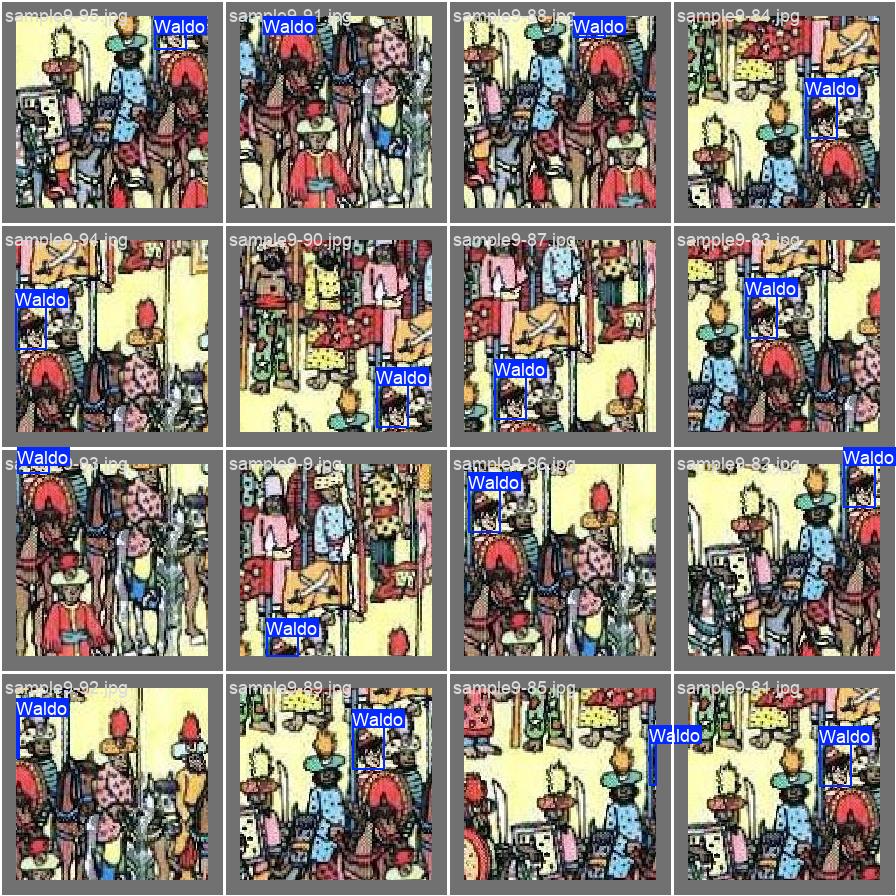 sample9-95.jpg
Waldo
sample9-91.jpg
Waldo
sample9-88.jpg
Waldo
sample9-84.jpg
Waldo
sample9-94.jpg
Waldo
sample9-90.jpg
Waldo
sample9-87.jpg
Waldo
sample9-83.jpg
Waldo
sample9-93.jpg
Waldo
sample9-9.jpg
Waldo
sample9-86.jpg
Waldo
sample9-82.jpg
Waldo
sample9-92.jpg
Waldo
sample9-89.jpg
Waldo
sample9-85.jpg
Waldo
sample9-81.jpg
Waldo